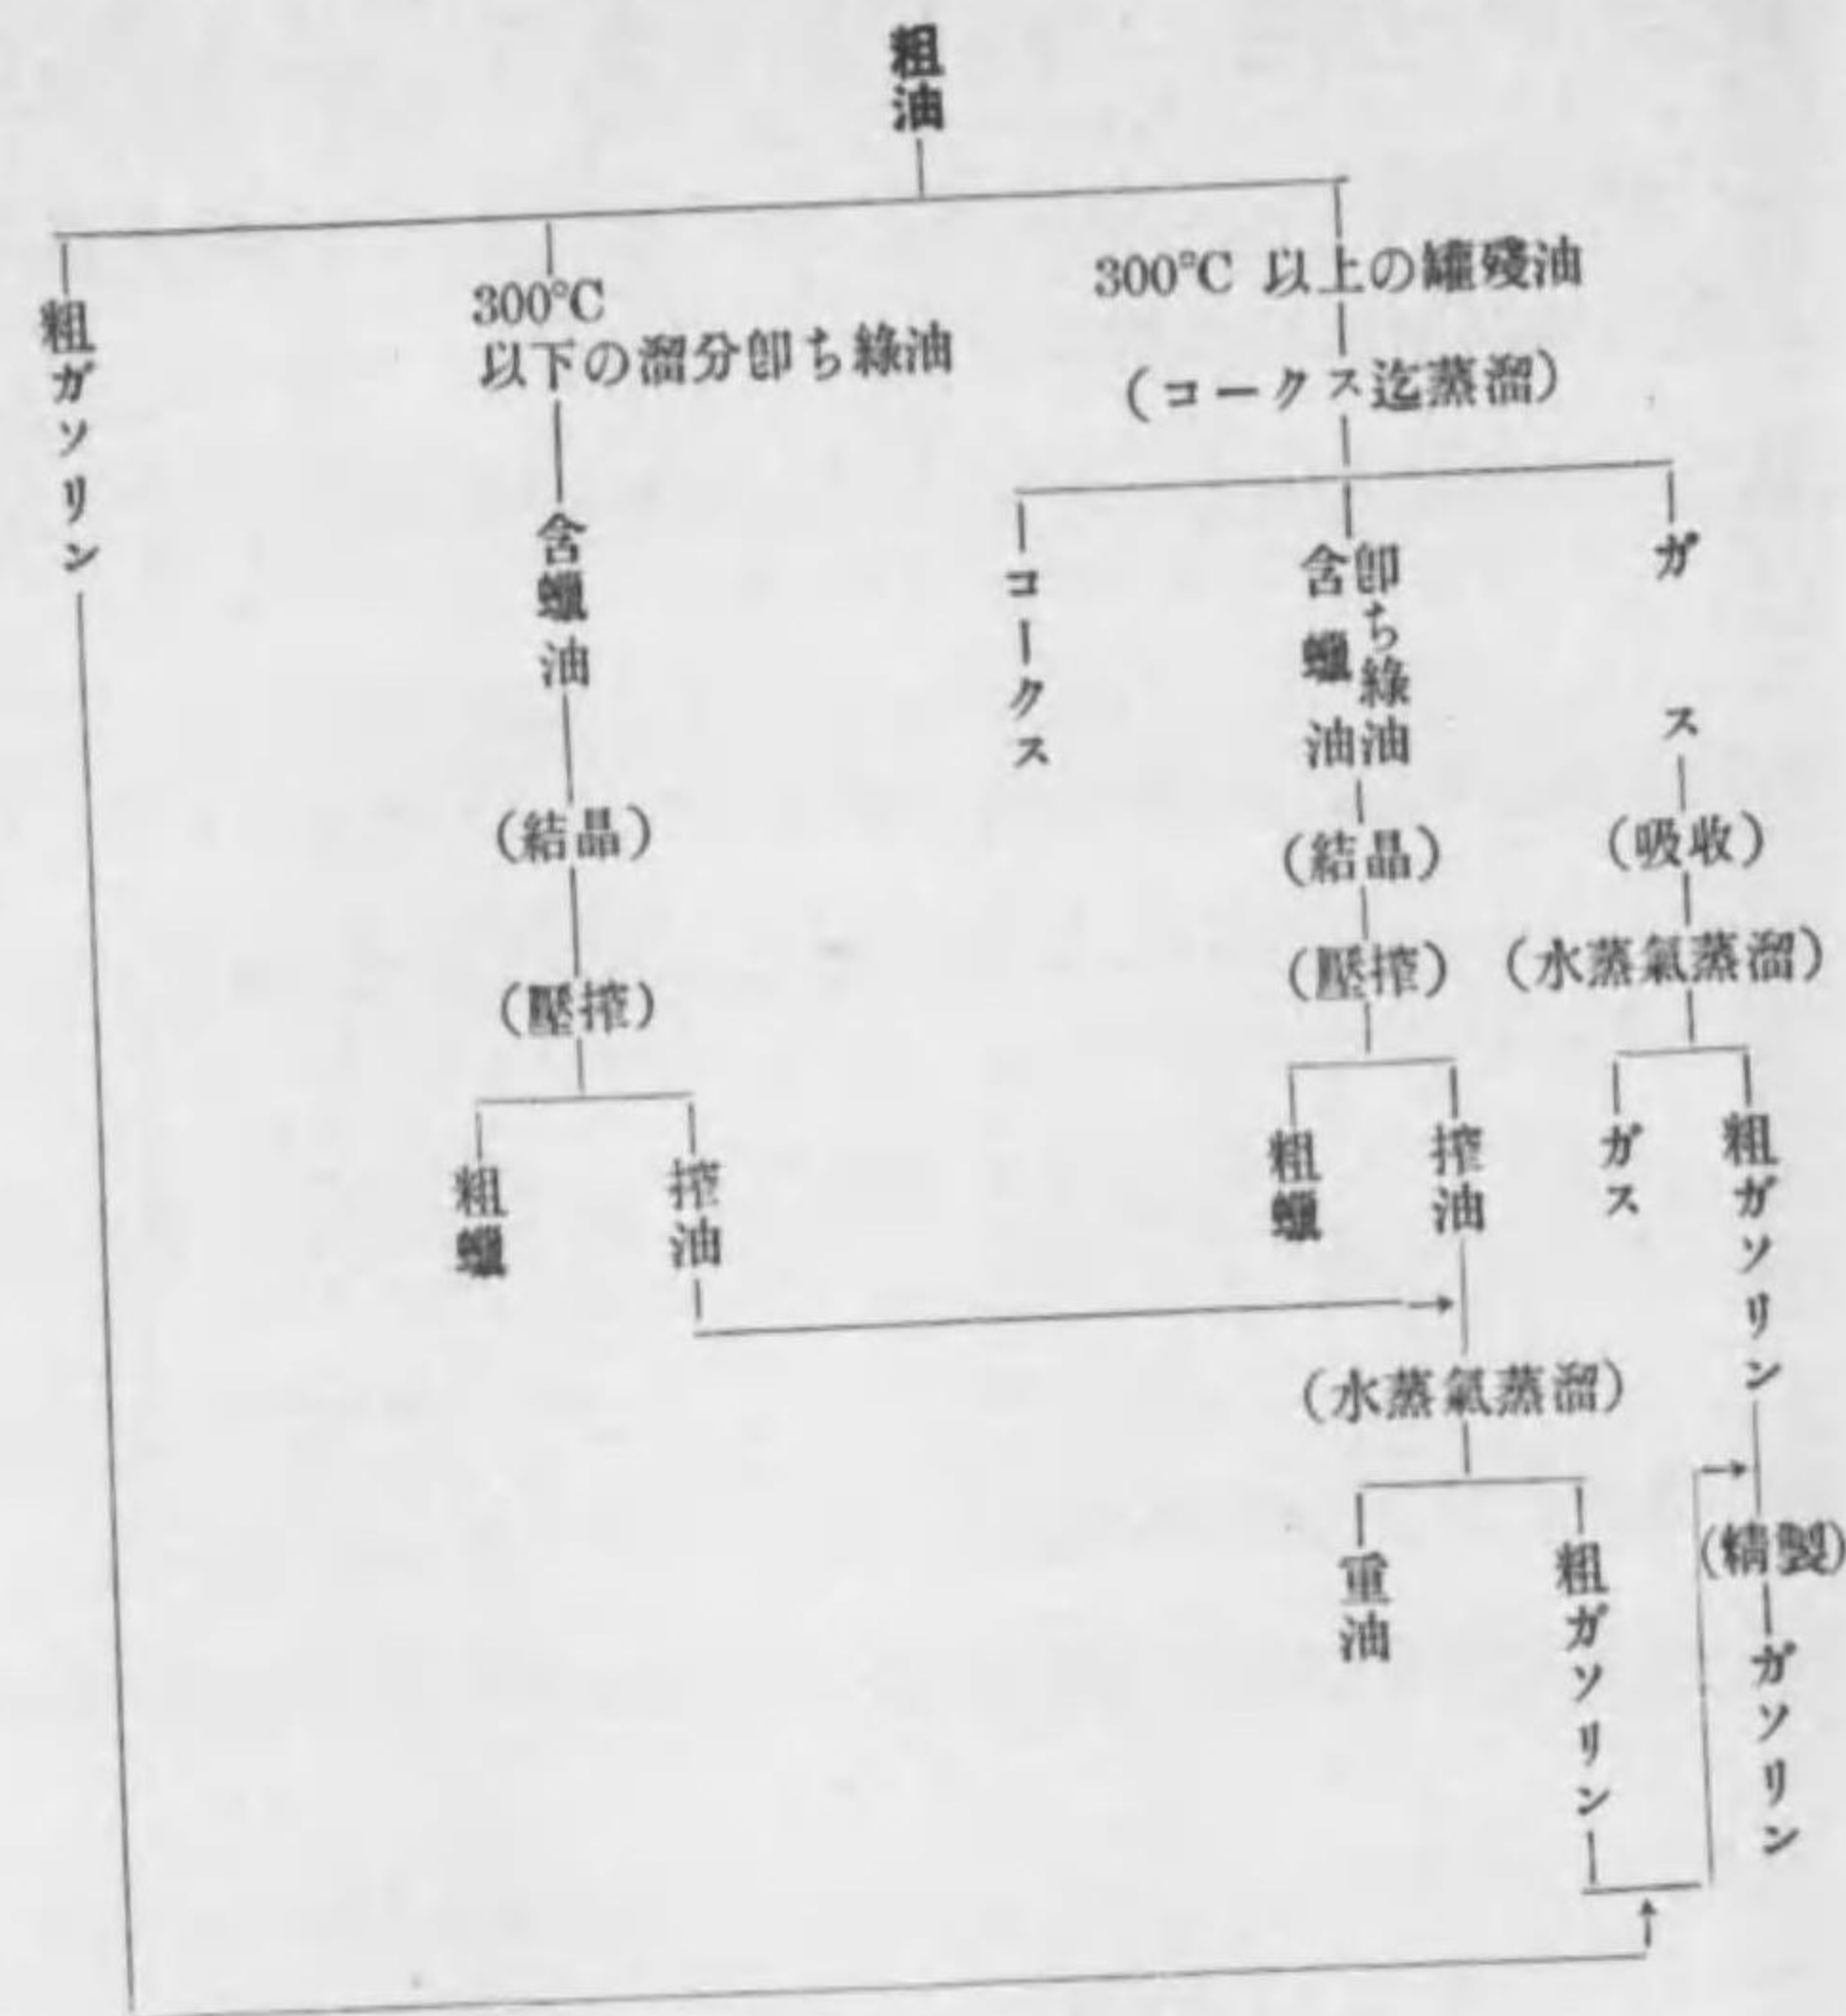 粗油
粗ガソリン
300℃
以下の溜分卽ち綠油
300℃ 以上の罐殘油
(コークス迄蒸溜)
含蠟油
(結晶)
(壓搾)
粗蠟
搾油
コークス
卽ち綠油
含蠟油
(結晶)
(壓搾)
粗蠟
搾油
(水蒸氣蒸溜)
重油
粗ガソリン
ガス
(吸收)
(水蒸氣蒸溜)
ガス
粗ガソリン
(精製)
ガソリン